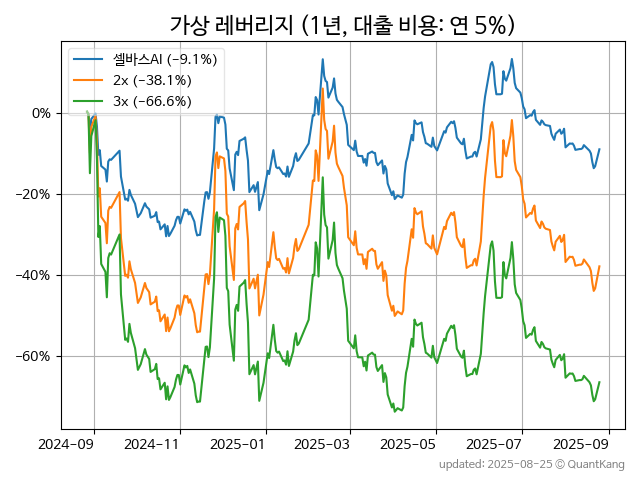 가상 레버리지 (1년, 대출 비용: 연 5%)
셀바스AI (−9.1%)
2x (−38.1%)
3x (−66.6%)
0%
−20%
−40%
−60%
2024-09 2024-11 2025-01 2025-03 2025-05 2025-07 2025-09
updated: 2025-08-25 © QuantKang